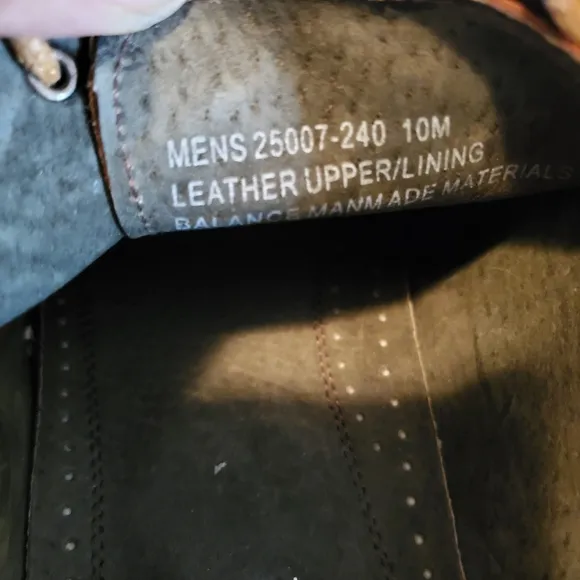 MENS 25007-240 10M
LEATHER UPPER/LINING
BALANCE MANMADE MATERIALS